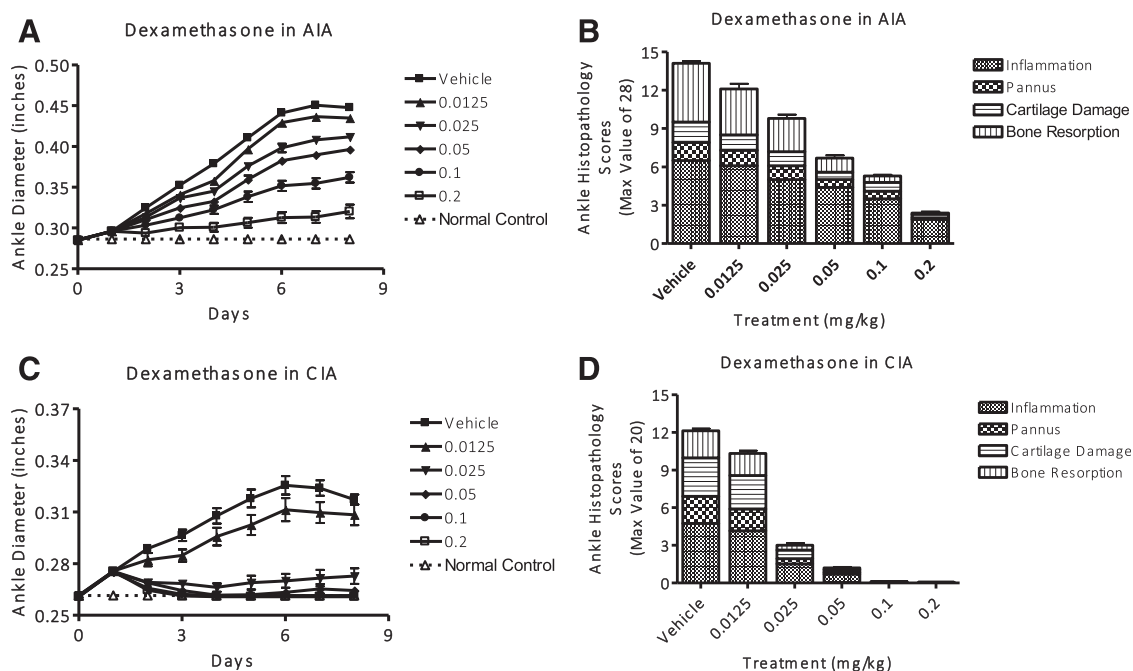 A
Dexamethasone in AIA
Ankle Diameter (inches)
0.50
0.45
0.40
0.35
0.30
0.25
0
3
6
9
Days
Vehicle
0.0125
0.025
0.05
0.1
0.2
Normal Control
B
Dexamethasone in AIA
Ankle Histopathology
Scores
(Max Value of 28)
15
12
9
6
3
0
Vehicle
0.0125
0.025
0.05
0.1
0.2
Treatment (mg/kg)
Inflammation
Pannus
Cartilage Damage
Bone Resorption
C
Dexamethasone in CIA
Ankle Diameter (inches)
0.37
0.34
0.31
0.28
0.25
0
3
6
9
Days
Vehicle
0.0125
0.025
0.05
0.1
0.2
Normal Control
D
Dexamethasone in CIA
Ankle Histopathology
Scores
(Max Value of 20)
15
12
9
6
3
0
Vehicle
0.0125
0.025
0.05
0.1
0.2
Treatment (mg/kg)
Inflammation
Pannus
Cartilage Damage
Bone Resorption